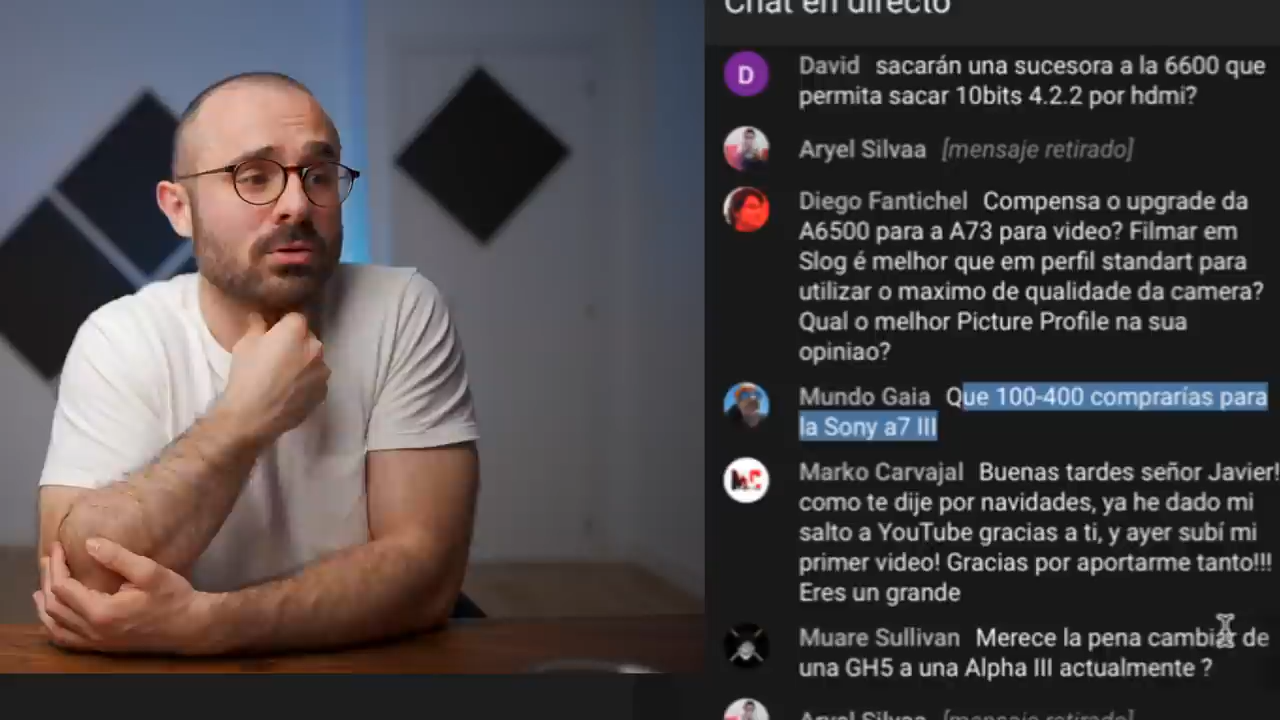 Chat en directo
D
David sacarán una sucesora a la 6600 que
permita sacar 10bits 4.2.2 por hdmi?
Aryel Silvaa [mensaje retirado]
Diego Fantichel Compensa o upgrade da
A6500 para a A73 para video? Filmar em
Slog é melhor que em perfil standart para
utilizar o maximo de qualidade da camera?
Qual o melhor Picture Profile na sua
opiniao?
Mundo Gaia Que 100-400 comprarías para
la Sony a7 III
Marko Carvajal Buenas tardes señor Javier!
como te dije por navidades, ya he dado mi
salto a YouTube gracias a ti, y ayer subí mi
primer video! Gracias por aportarme tanto!!!
Eres un grande
Muare Sullivan Merece la pena cambiar de
una GH5 a una Alpha III actualmente ?
Aryel Silvaa [mensaje retirado]